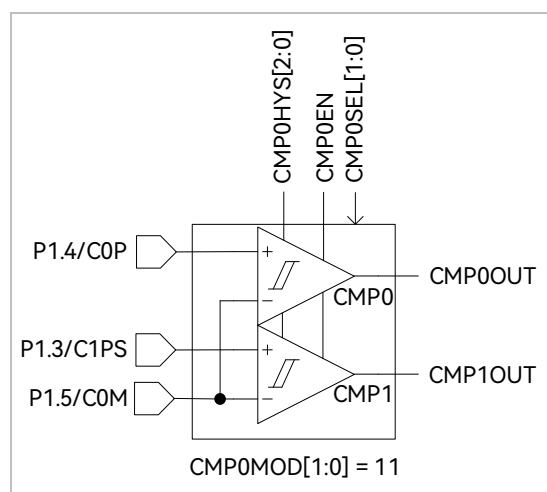 CMP0HYS[2:0]
CMP0EN
CMP0SEL[1:0]
P1.4/C0P
+
−
CMP0
CMP0OUT
P1.3/C1PS
+
P1.5/C0M
−
CMP1
CMP1OUT
CMP0MOD[1:0] = 11